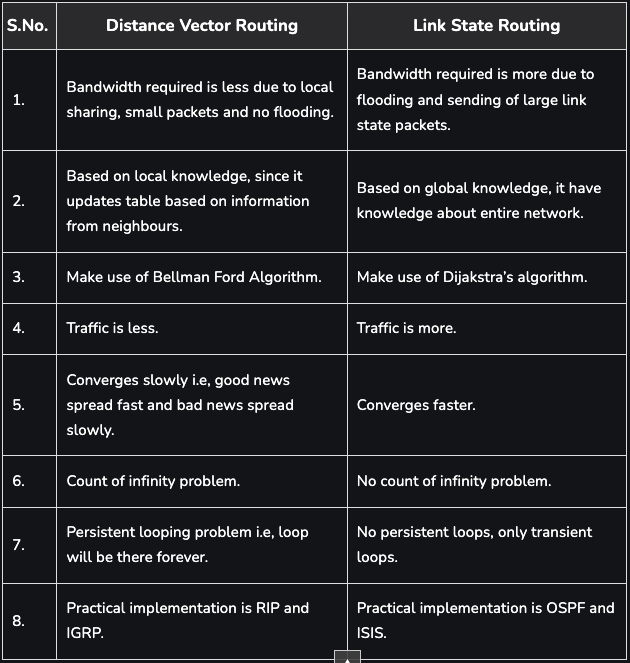 S.No. Distance Vector Routing Link State Routing
1.
Bandwidth required is less due to local
sharing, small packets and no flooding.
Bandwidth required is more due to
flooding and sending of large link
state packets.
2.
Based on local knowledge, since it
updates table based on information
from neighbours.
Based on global knowledge, it have
knowledge about entire network.
3.
Make use of Bellman Ford Algorithm.
Make use of Dijakstra's algorithm.
4.
Traffic is less.
Traffic is more.
5.
Converges slowly i.e, good news
spread fast and bad news spread
slowly.
Converges faster.
6.
Count of infinity problem.
No count of infinity problem.
7.
Persistent looping problem i.e, loop
will be there forever.
No persistent loops, only transient
loops.
8.
Practical implementation is RIP and
IGRP.
Practical implementation is OSPF and
ISIS.